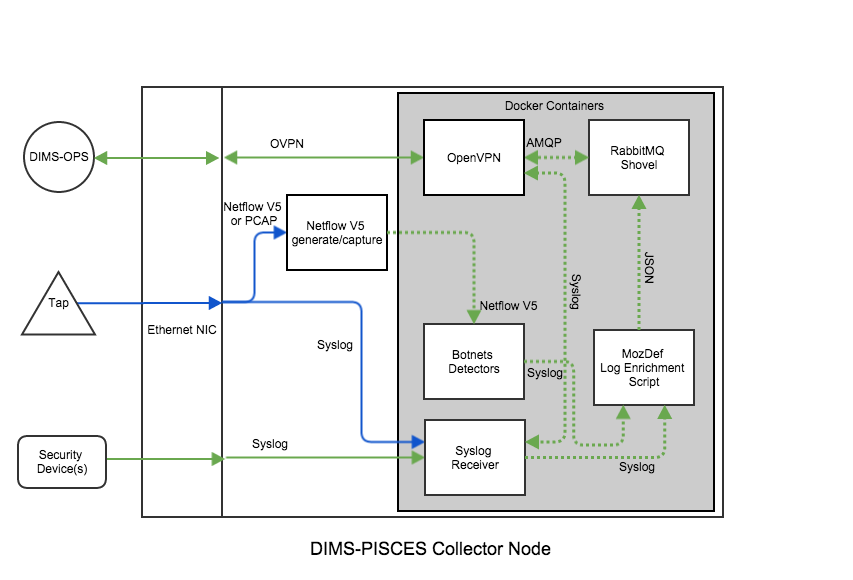 Docker Containers
DIMS-OPS
OVPN
OpenVPN
AMQP
RabbitMQ
Shovel
Netflow V5
or PCAP
Netflow V5
generate/capture
JSON
Syslog
Tap
Ethernet NIC
Netflow V5
Syslog
Botnets
Detectors
Syslog
MozDef
Log Enrichment
Script
Security
Device(s)
Syslog
Syslog
Receiver
Syslog
DIMS-PISCES Collector Node